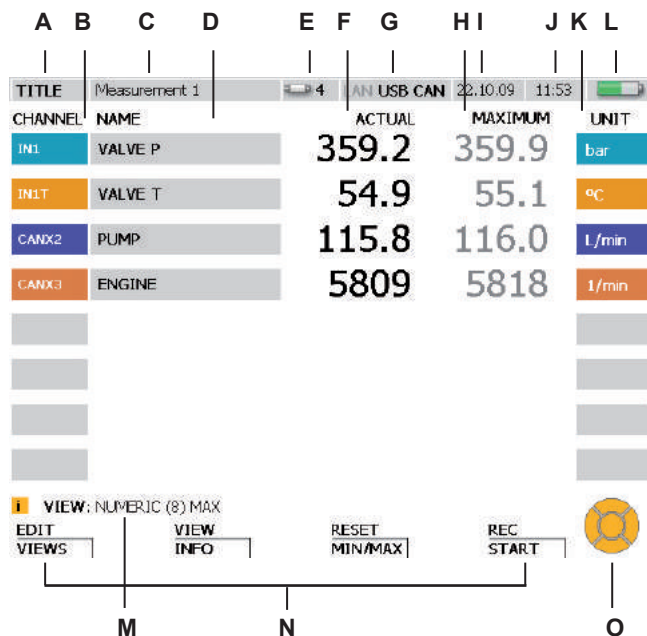 A B C D E F G H I J K L
TITLE Measurement 1 4 LAN USB CAN 22.10.09 11:53
CHANNEL NAME ACTUAL MAXIMUM UNIT
IN1 VALVE P 359.2 359.9 bar
IN1T VALVE T 54.9 55.1 ºC
CANX2 PUMP 115.8 116.0 L/min
CANX3 ENGINE 5809 5818 1/min
i VIEW: NUMERIC (8) MAX
EDIT VIEW RESET REC
VIEWS INFO MIN/MAX START
M N O